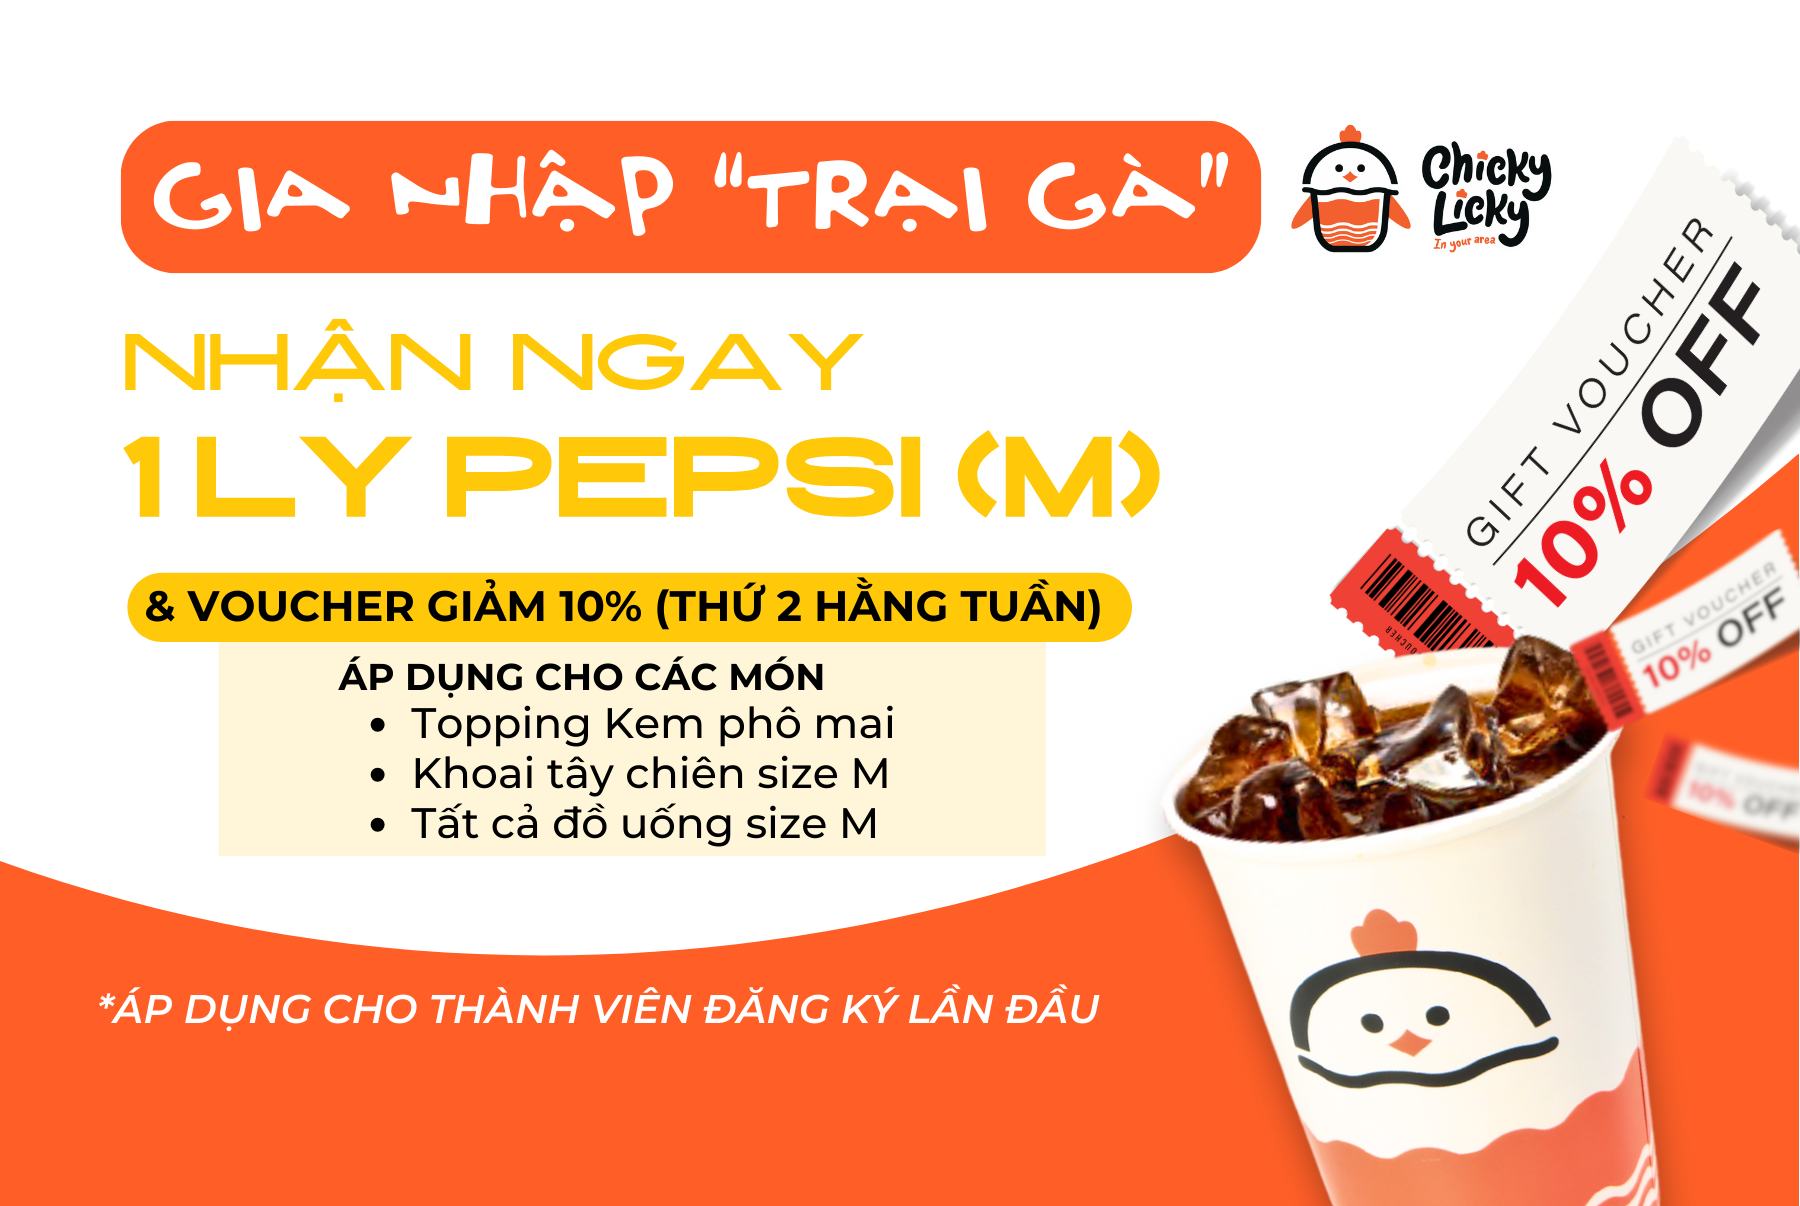 GIA NHẬP "TRẠI GÀ"
Chicky
Licky
In your area
NHẬN NGAY
1 LY PEPSI (M)
& VOUCHER GIẢM 10% (THỨ 2 HẰNG TUẦN)
ÁP DỤNG CHO CÁC MÓN
• Topping Kem phô mai
• Khoai tây chiên size M
• Tất cả đồ uống size M
*ÁP DỤNG CHO THÀNH VIÊN ĐĂNG KÝ LẦN ĐẦU
GIFT VOUCHER
10% OFF
GIFT VOUCHER
10% OFF
10% OFF